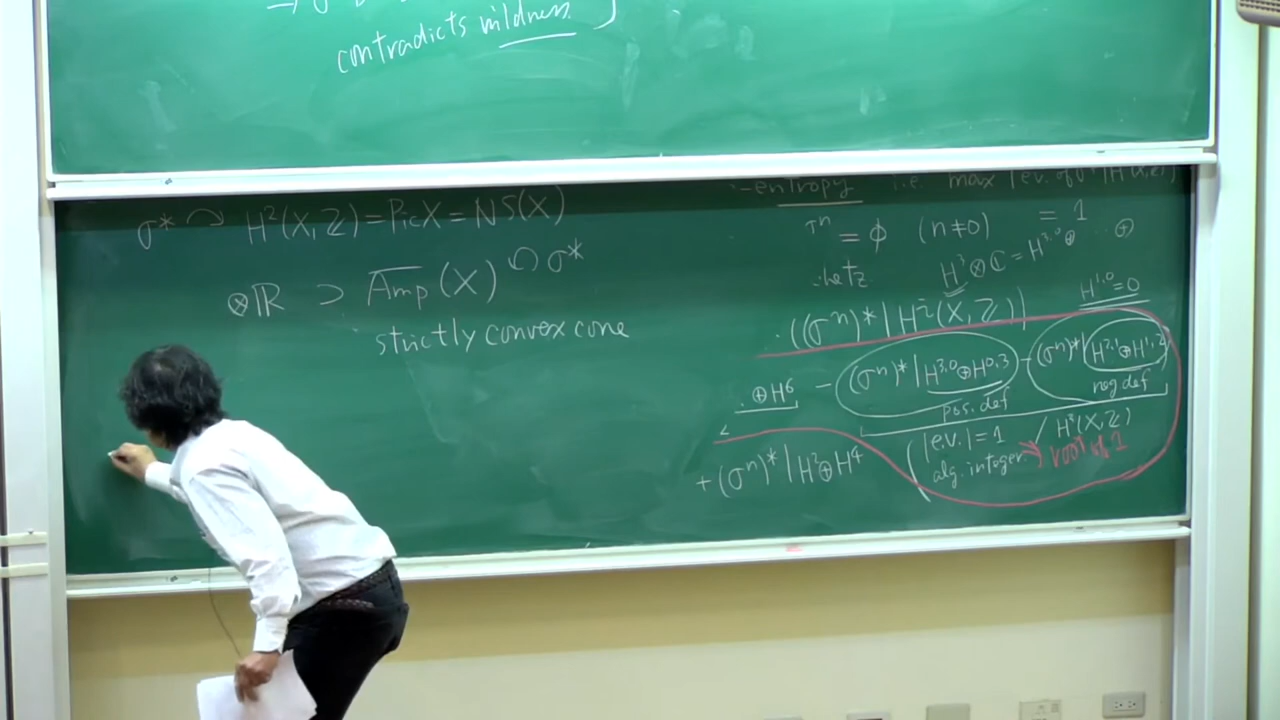 contradicts mildness
σ* ↷ H²(X, ℤ) = Pic X = NS(X)
⊗ℝ ⊃ A̅m̅p̅(X) ↶ σ*
strictly convex cone
-entropy i.e. max |e.v. of
= φ (n≠0) = 1
H³⊗ℂ = H³·⁰⊕ ⊕
H¹·⁰=0
((σⁿ)* | H²(X, ℤ))
⊕H⁶ − (σⁿ)* | H³·⁰⊕H⁰·³ − (σⁿ)* | H²·¹⊕H¹·²
pos. def neg def
+ (σⁿ)* | H²⊕H⁴ ( |e.v.| = 1 / H³(X, ℤ)
alg. integer → root of 1